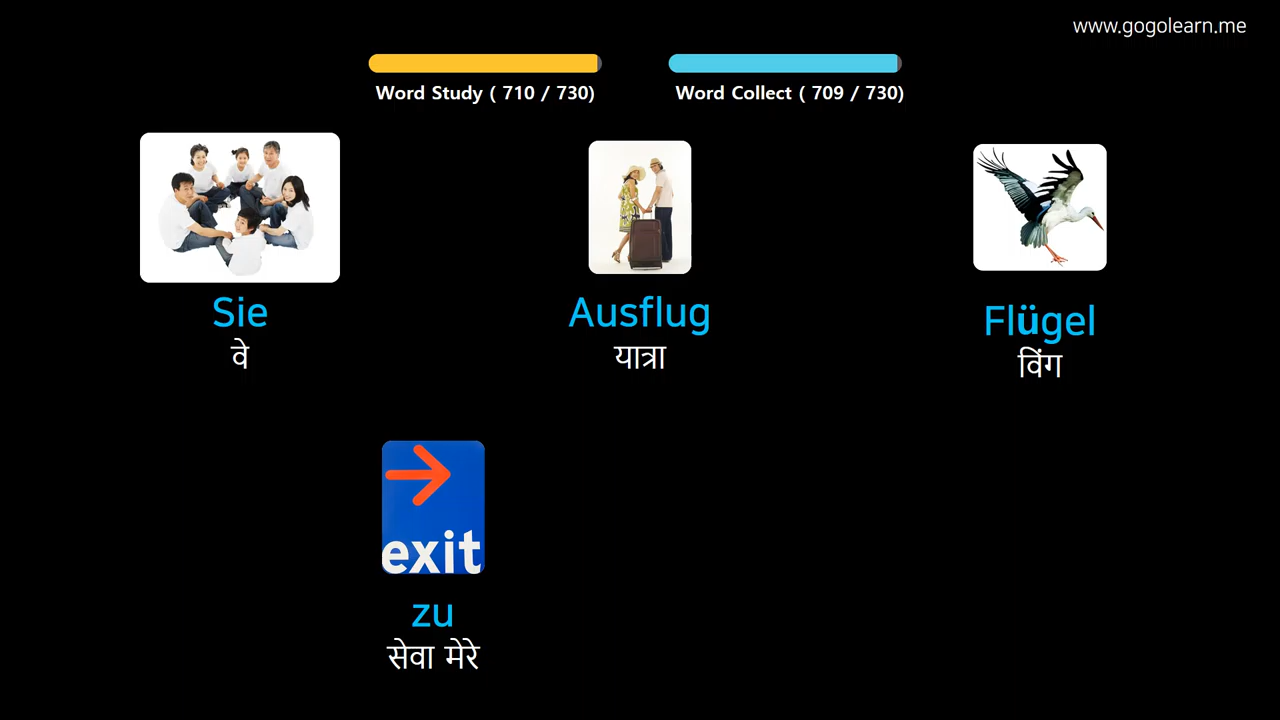 www.gogolearn.me
Word Study ( 710 / 730)
Word Collect ( 709 / 730)
Sie
वे
Ausflug
यात्रा
Flügel
विंग
exit
zu
सेवा मेरे